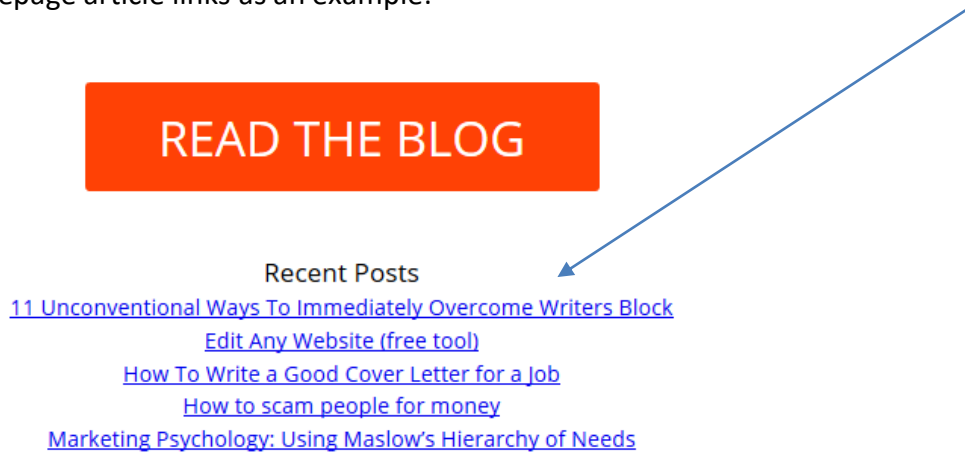 epage article links as an example?
READ THE BLOG
Recent Posts
11 Unconventional Ways To Immediately Overcome Writers Block
Edit Any Website (free tool)
How To Write a Good Cover Letter for a Job
How to scam people for money
Marketing Psychology: Using Maslow’s Hierarchy of Needs